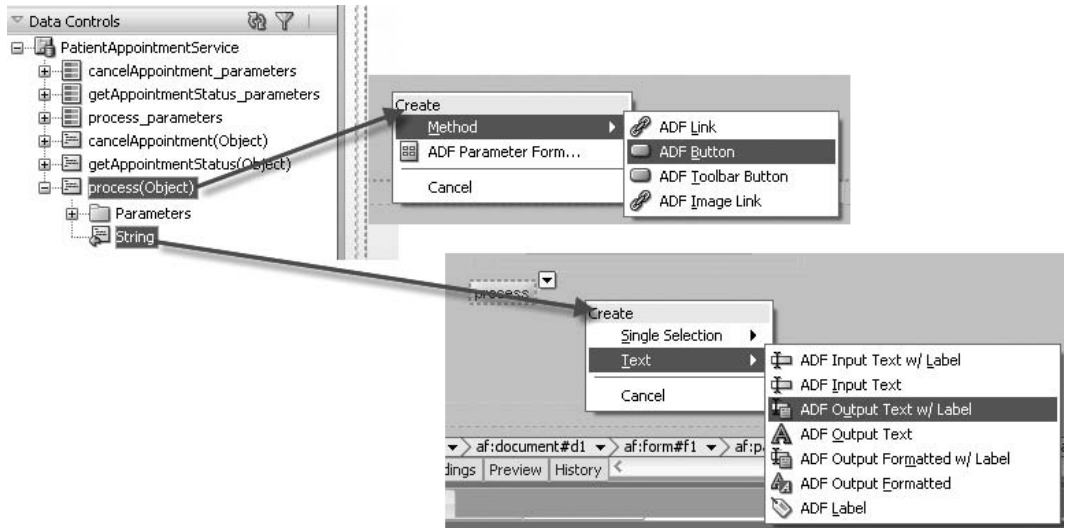 Data Controls
PatientAppointmentService
cancelAppointment_parameters
getAppointmentStatus_parameters
process_parameters
cancelAppointment(Object)
getAppointmentStatus(Object)
process(Object)
Parameters
String
Create
Method
ADF Parameter Form...
Cancel
ADF Link
ADF Button
ADF Toolbar Button
ADF Image Link
process
Create
Single Selection
Text
Cancel
ADF Input Text w/ Label
ADF Input Text
ADF Output Text w/ Label
ADF Output Text
ADF Output Formatted w/ Label
ADF Output Formatted
ADF Label
af:document#d1 af:form#f1 af:p
dings Preview History